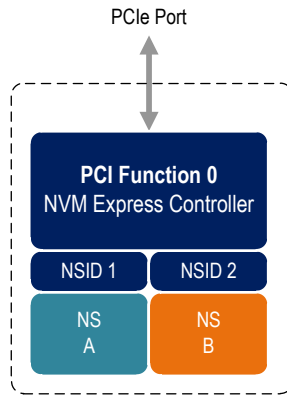 PCIe Port
PCI Function 0
NVM Express Controller
NSID 1
NSID 2
NS
A
NS
B